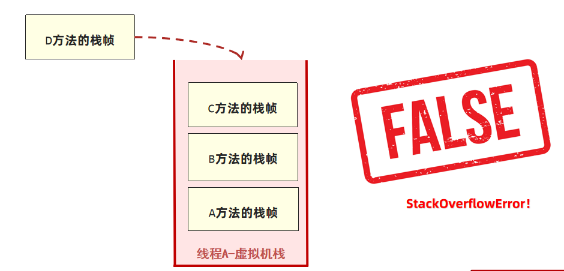 D方法的栈帧
C方法的栈帧
B方法的栈帧
A方法的栈帧
线程A-虚拟机栈
FALSE
StackOverflowError!